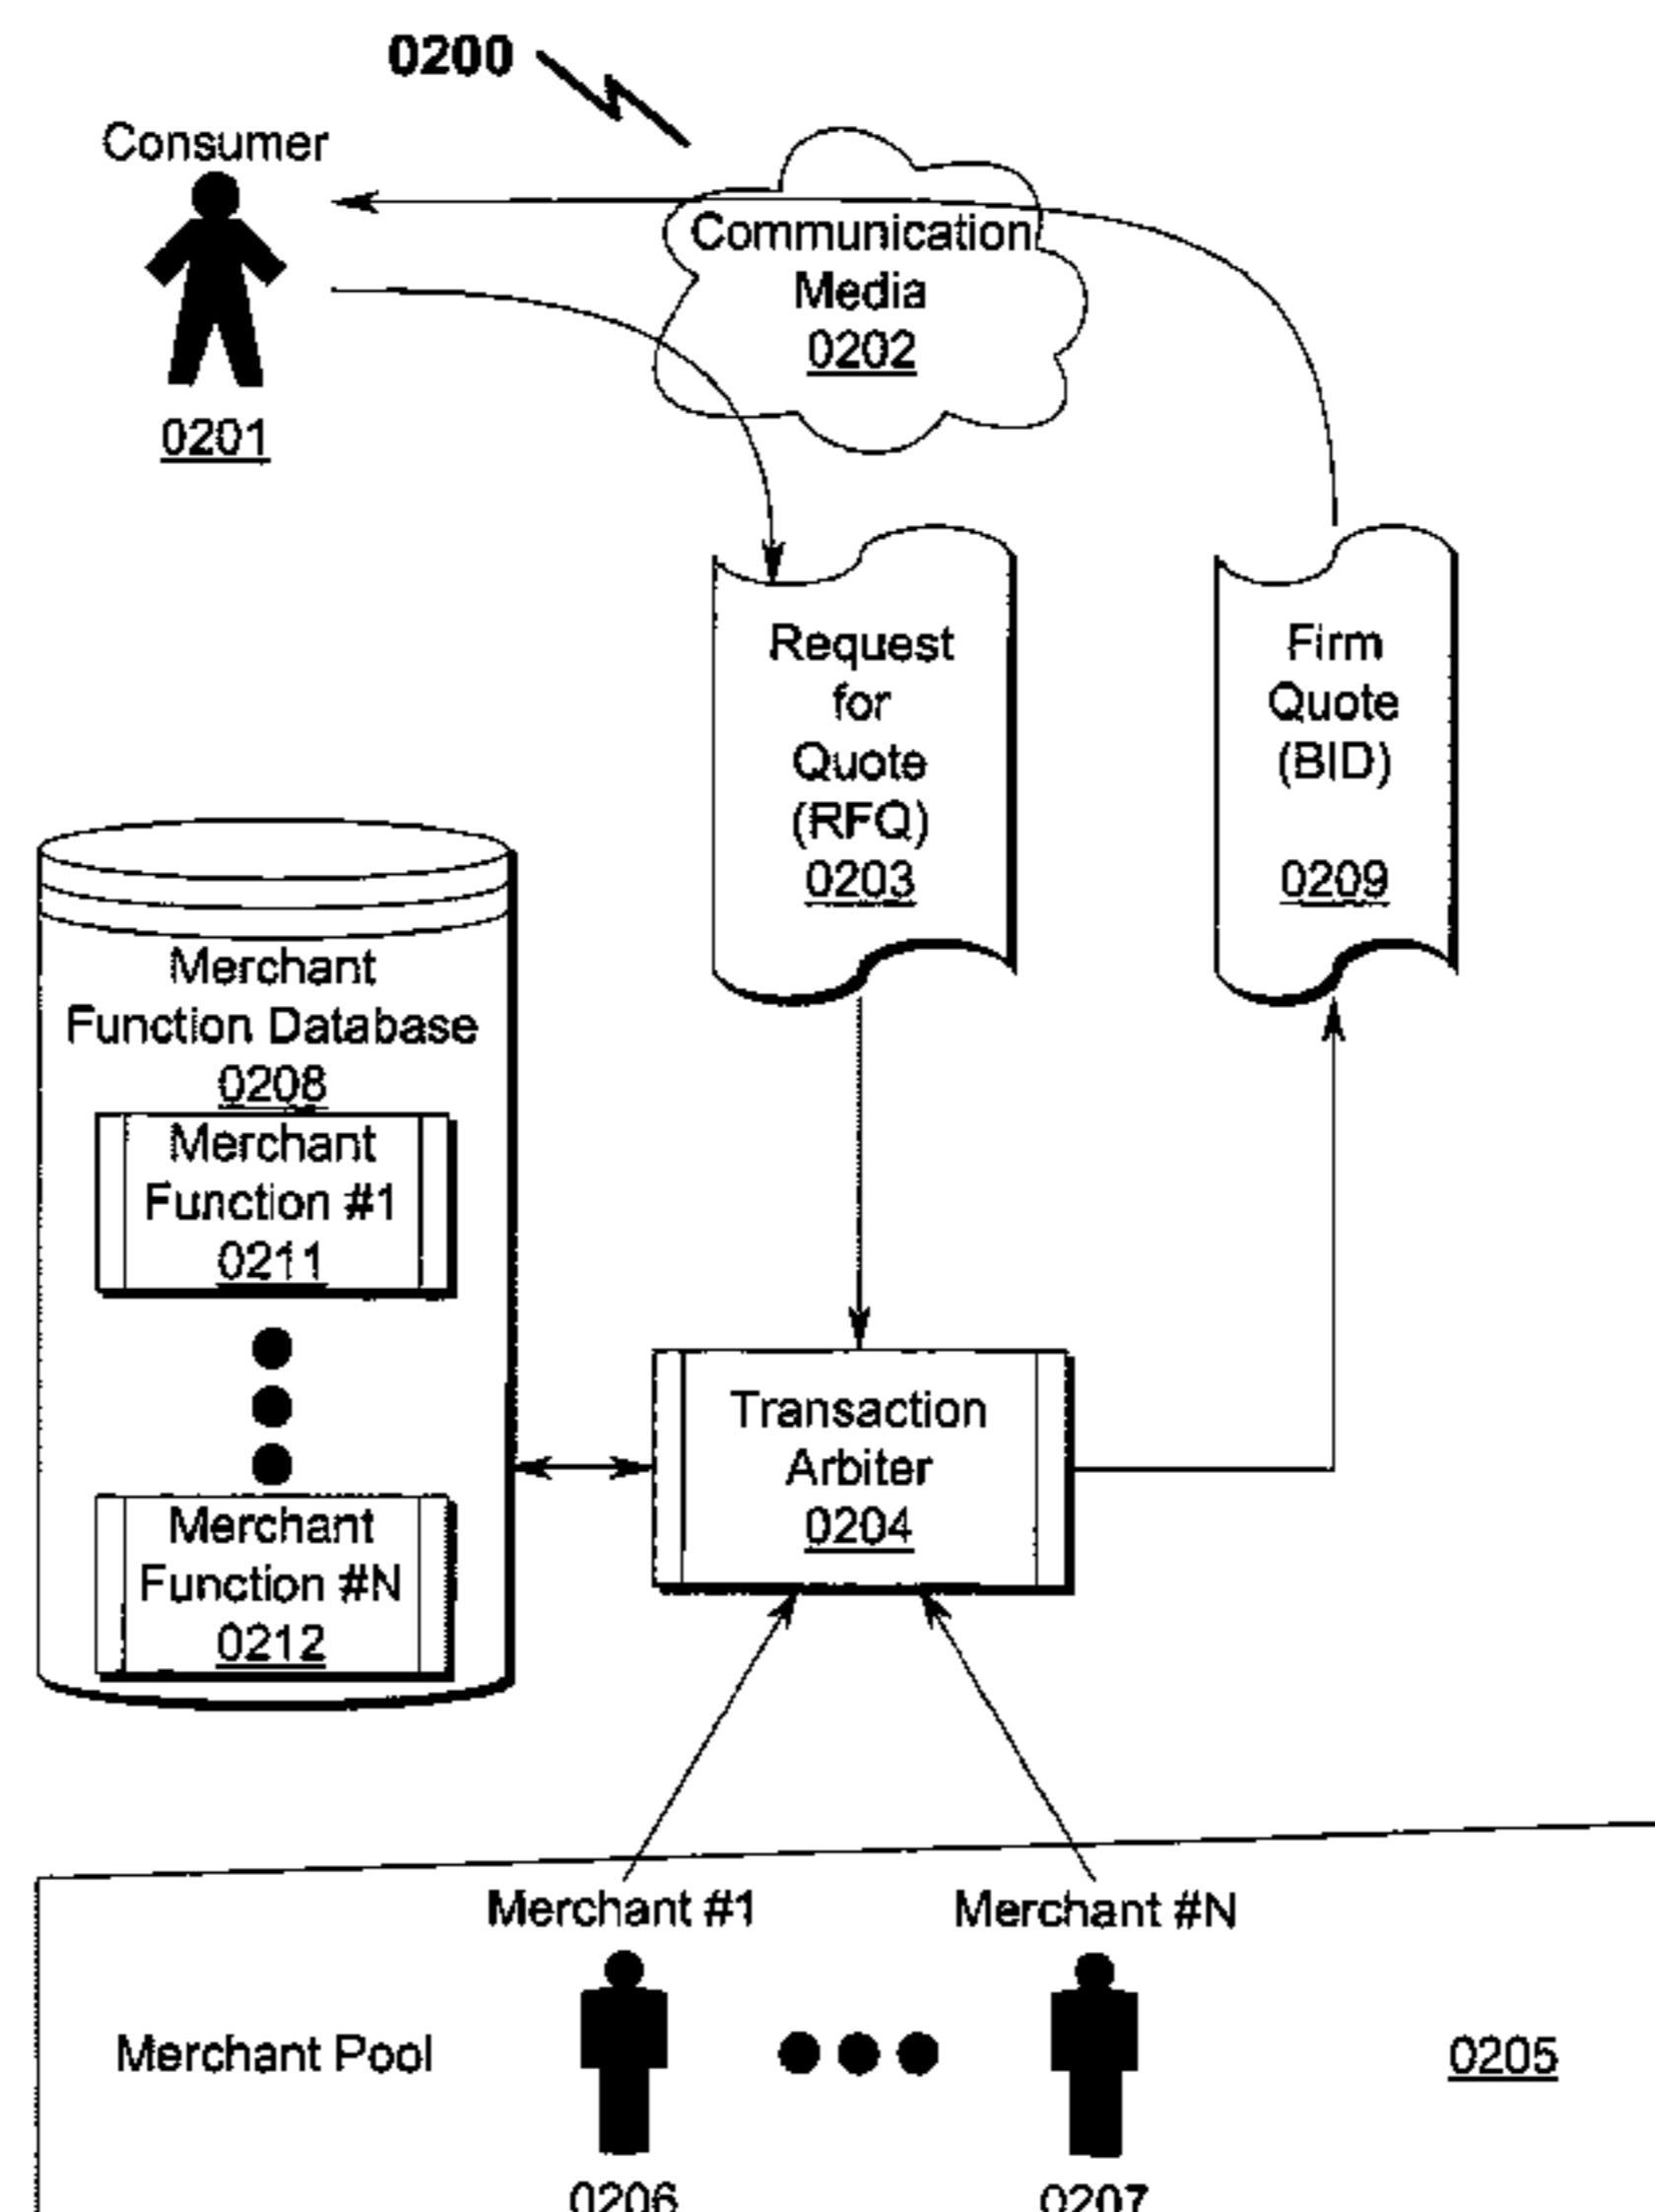 0200
Consumer
0201
Communication
Media
0202
Request
for
Quote
(RFQ)
0203
Firm
Quote
(BID)
0209
Merchant
Function Database
0208
Merchant
Function #1
0211
Merchant
Function #N
0212
Transaction
Arbiter
0204
Merchant #1
Merchant #N
Merchant Pool
0205
0206
0207